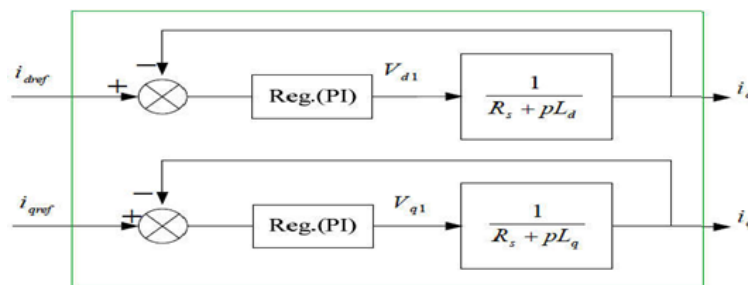 i_dref + − Reg.(PI) V_d1 1 / (R_s + pL_d) i
i_qref + − Reg.(PI) V_q1 1 / (R_s + pL_q) i